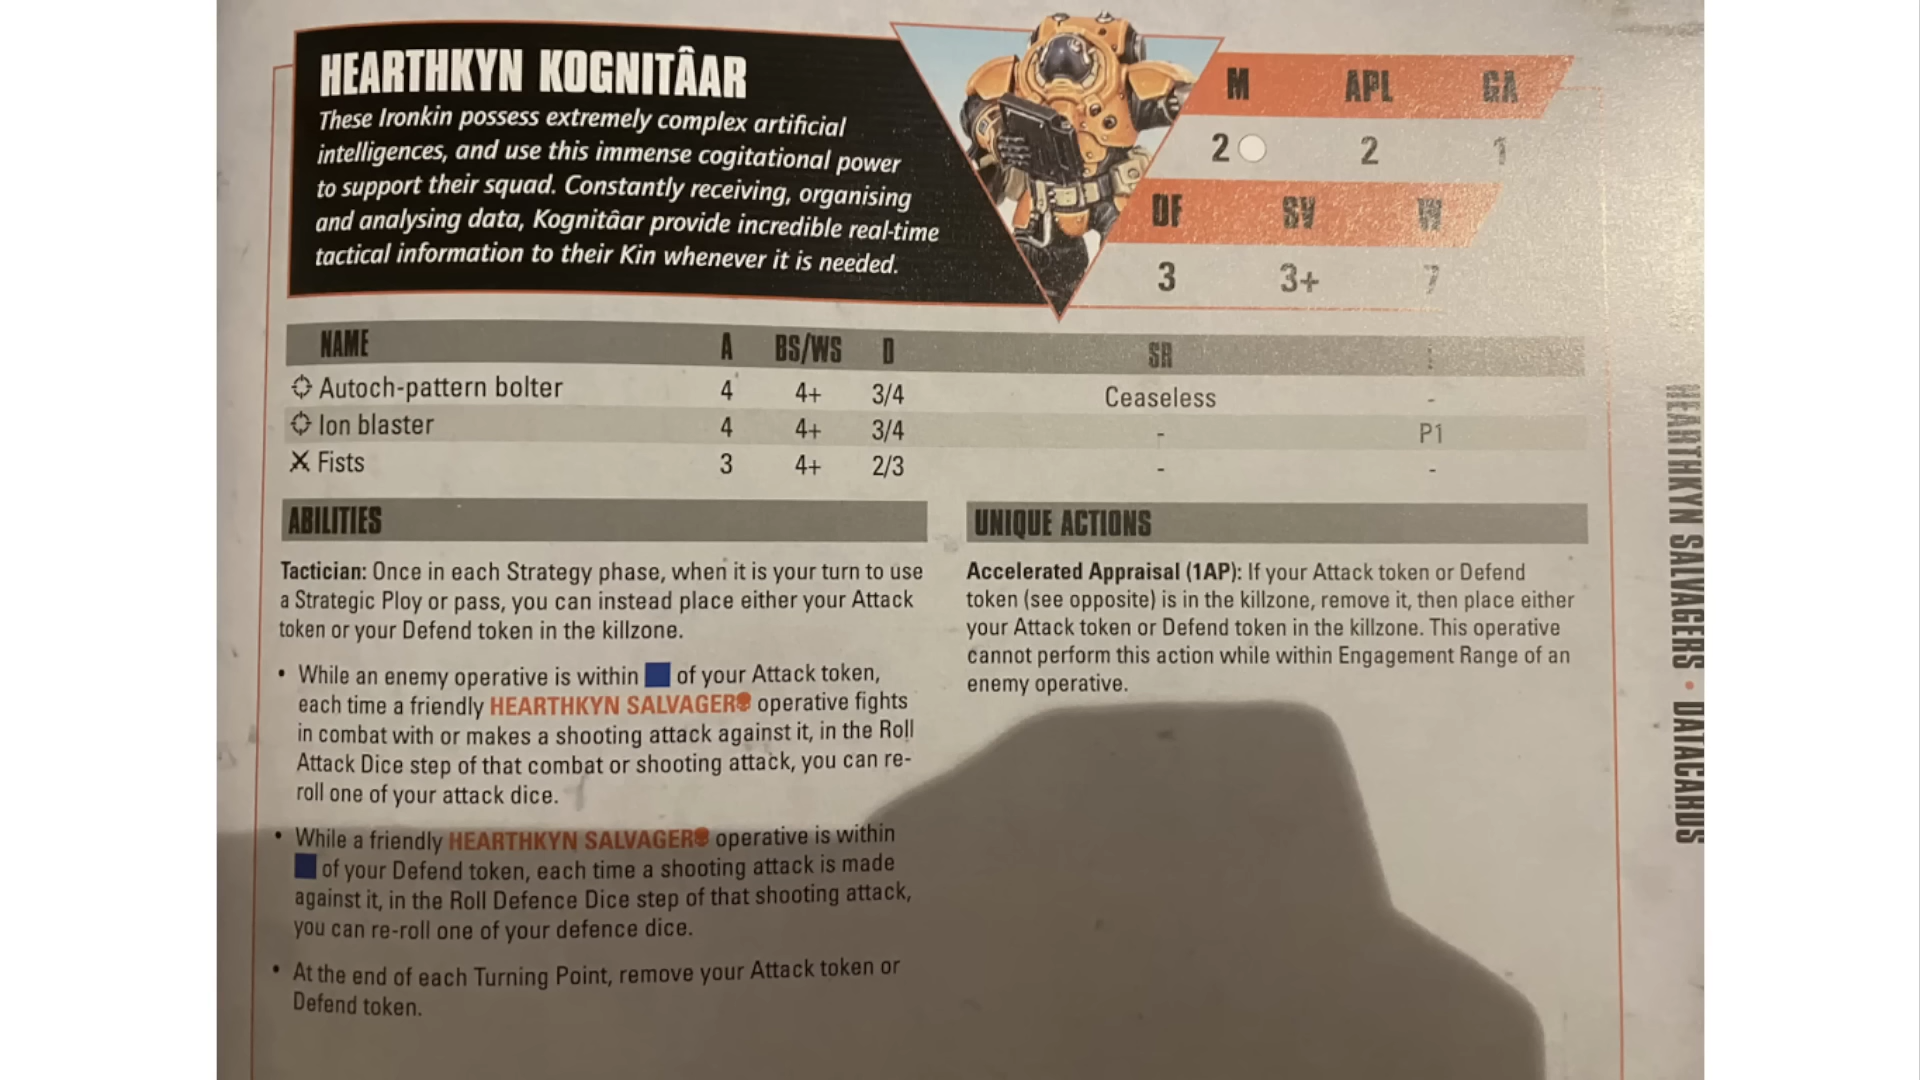 HEARTHKYN KOGNITÂAR
These Ironkin possess extremely complex artificial
intelligences, and use this immense cogitational power
to support their squad. Constantly receiving, organising
and analysing data, Kognitâar provide incredible real-time
tactical information to their Kin whenever it is needed.
M APL GA
2 2 1
DF SV W
3 3+ 7
NAME A BS/WS D SR !
Autoch-pattern bolter 4 4+ 3/4 Ceaseless -
Ion blaster 4 4+ 3/4 - P1
Fists 3 4+ 2/3 - -
ABILITIES
Tactician: Once in each Strategy phase, when it is your turn to use
a Strategic Ploy or pass, you can instead place either your Attack
token or your Defend token in the killzone.
• While an enemy operative is within of your Attack token,
each time a friendly HEARTHKYN SALVAGER operative fights
in combat with or makes a shooting attack against it, in the Roll
Attack Dice step of that combat or shooting attack, you can re-
roll one of your attack dice.
• While a friendly HEARTHKYN SALVAGER operative is within
of your Defend token, each time a shooting attack is made
against it, in the Roll Defence Dice step of that shooting attack,
you can re-roll one of your defence dice.
• At the end of each Turning Point, remove your Attack token or
Defend token.
UNIQUE ACTIONS
Accelerated Appraisal (1AP): If your Attack token or Defend
token (see opposite) is in the killzone, remove it, then place either
your Attack token or Defend token in the killzone. This operative
cannot perform this action while within Engagement Range of an
enemy operative.
HEARTHKYN SALVAGERS • DATACARDS